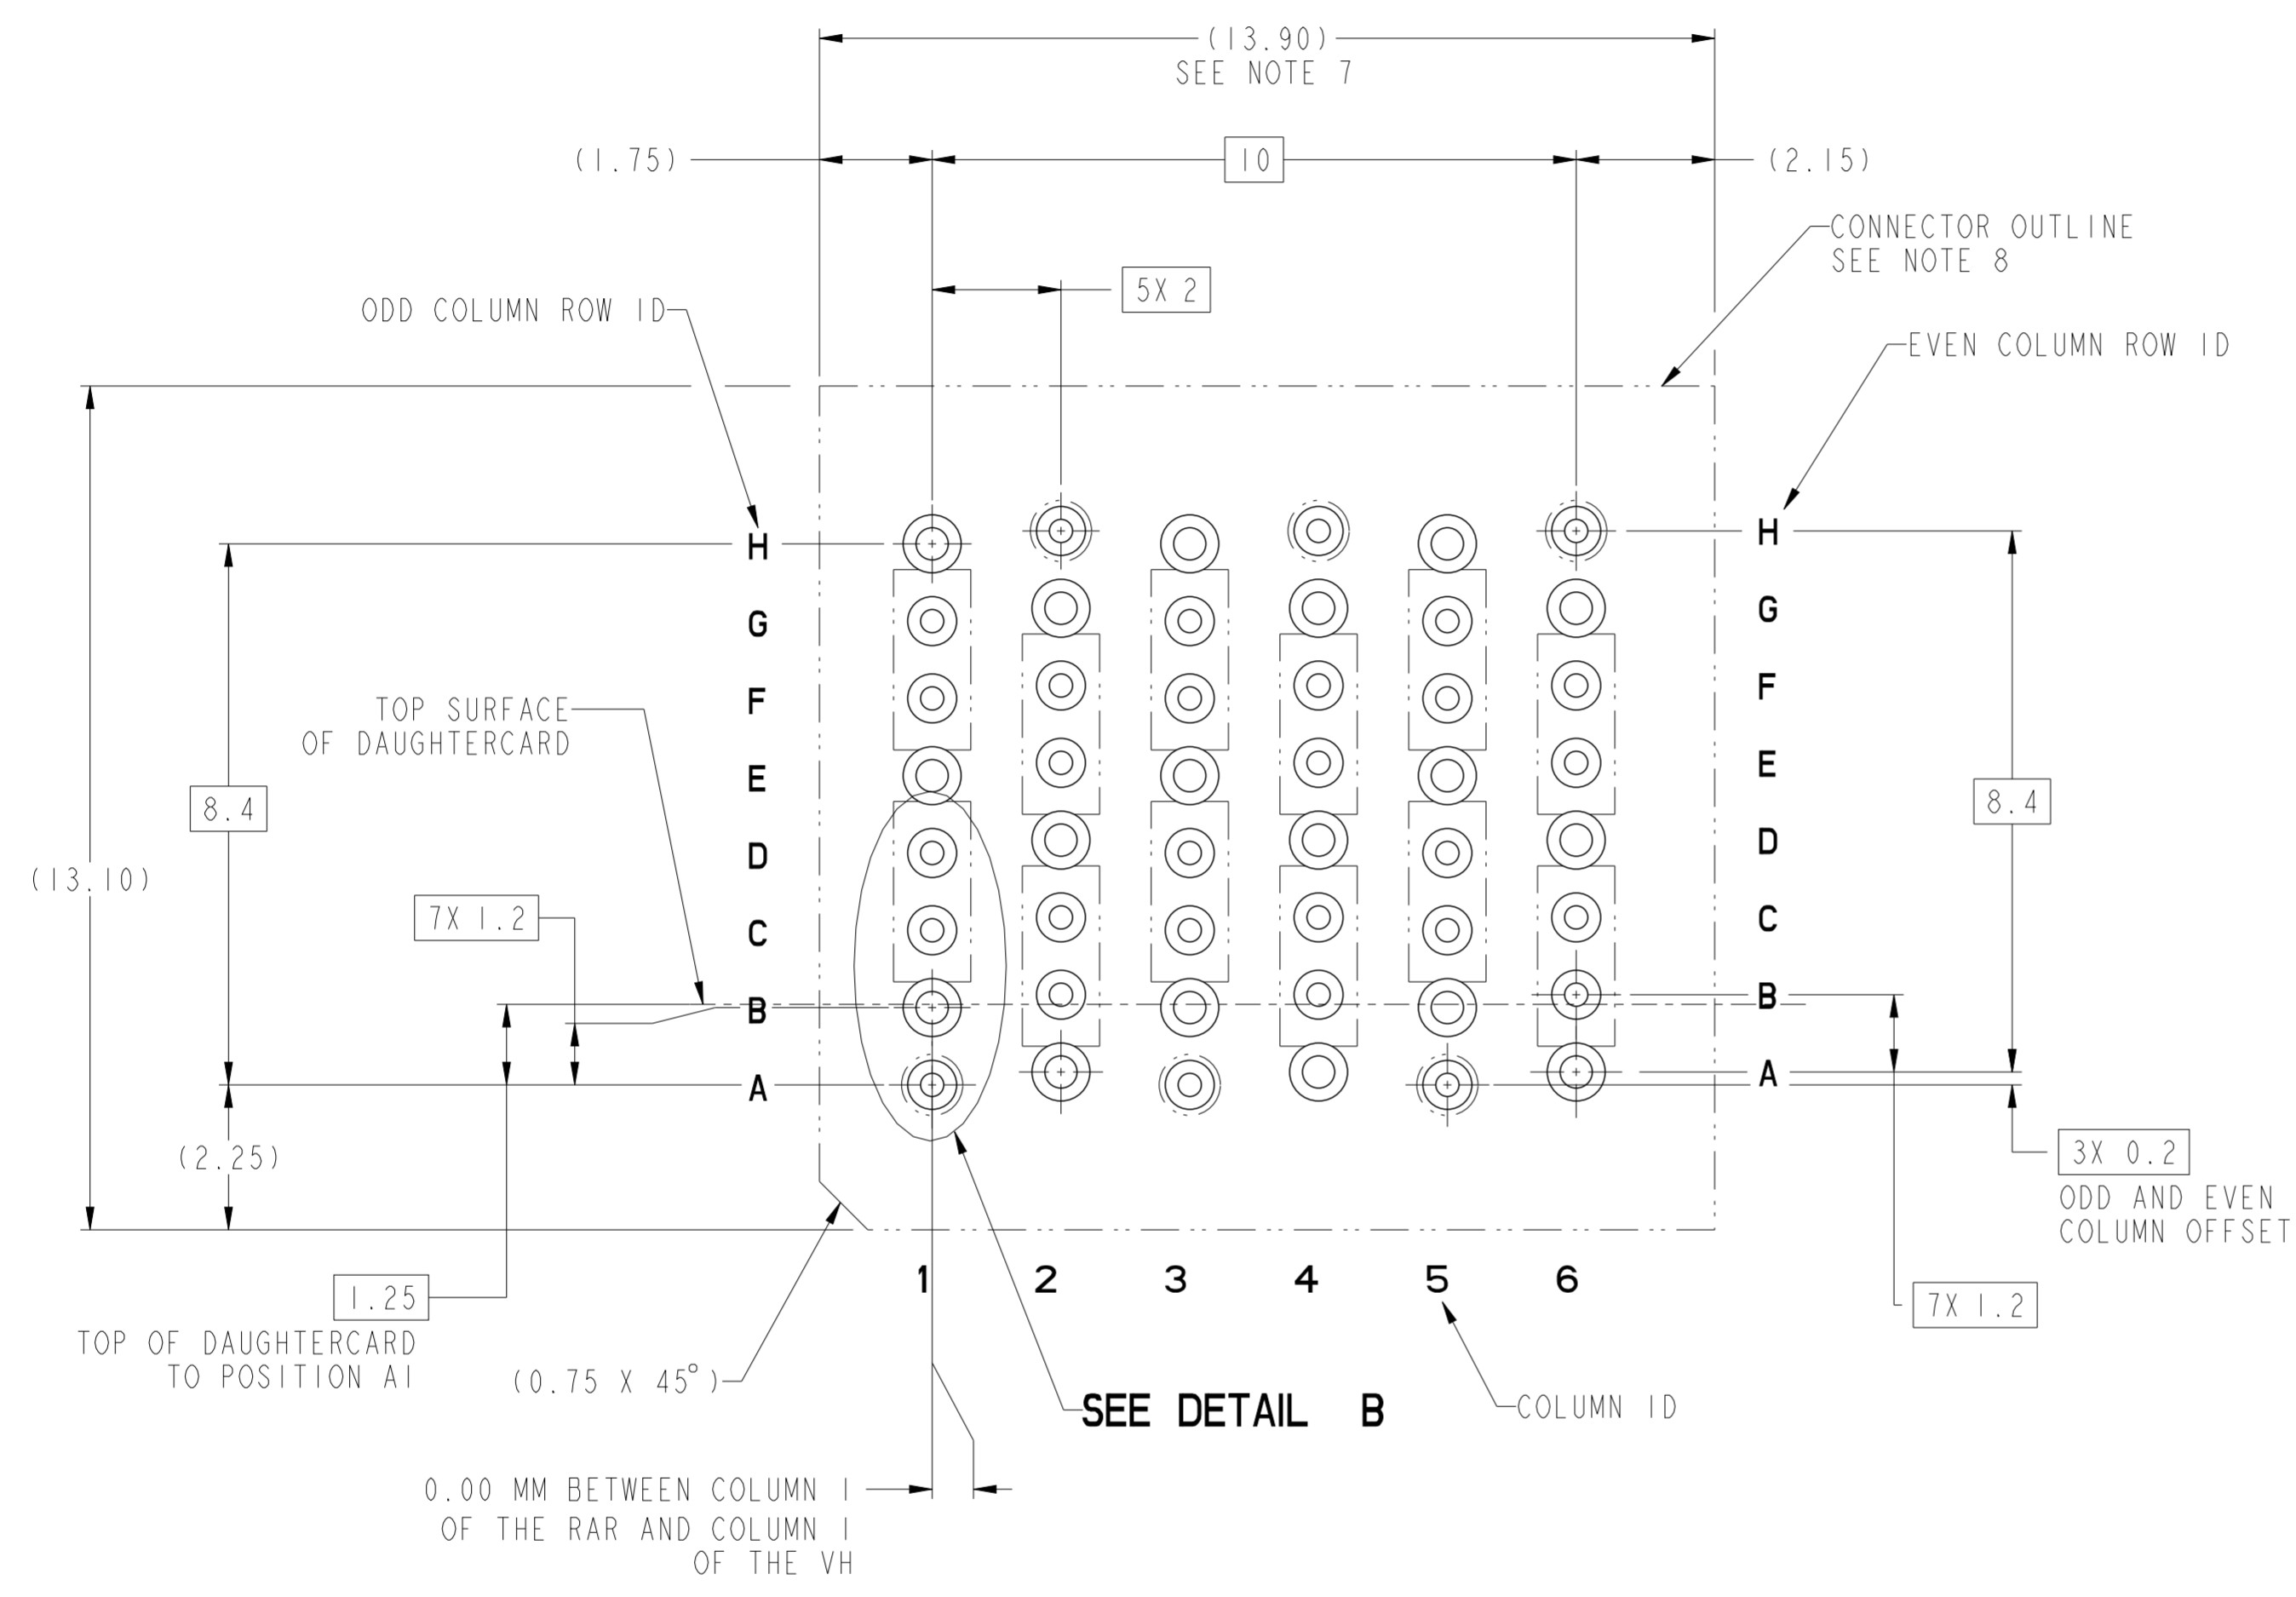 (13.90)
SEE NOTE 7
(1.75)
10
(2.15)
CONNECTOR OUTLINE
SEE NOTE 8
5X 2
ODD COLUMN ROW ID
EVEN COLUMN ROW ID
H
H
G
G
F
F
TOP SURFACE
OF DAUGHTERCARD
E
E
8.4
8.4
D
D
(13.10)
7X 1.2
C
C
B
B
A
A
(2.25)
3X 0.2
ODD AND EVEN
COLUMN OFFSET
1 2 3 4 5 6
1.25
TOP OF DAUGHTERCARD
TO POSITION A1
7X 1.2
(0.75 X 45°)
SEE DETAIL B
COLUMN ID
0.00 MM BETWEEN COLUMN 1
OF THE RAR AND COLUMN 1
OF THE VH